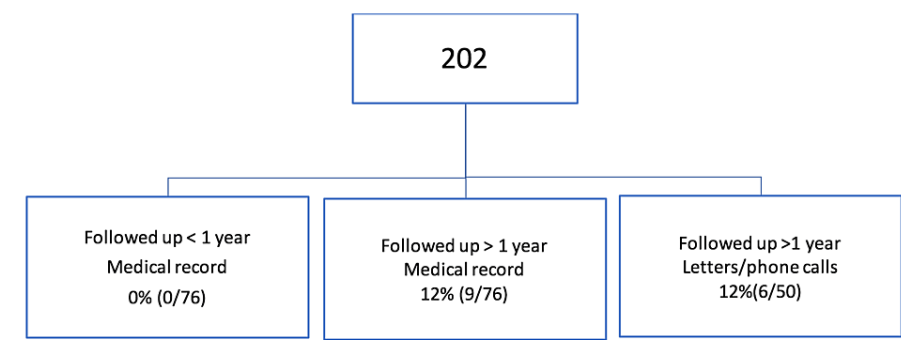 202
Followed up < 1 year
Medical record
0% (0/76)
Followed up > 1 year
Medical record
12% (9/76)
Followed up >1 year
Letters/phone calls
12%(6/50)